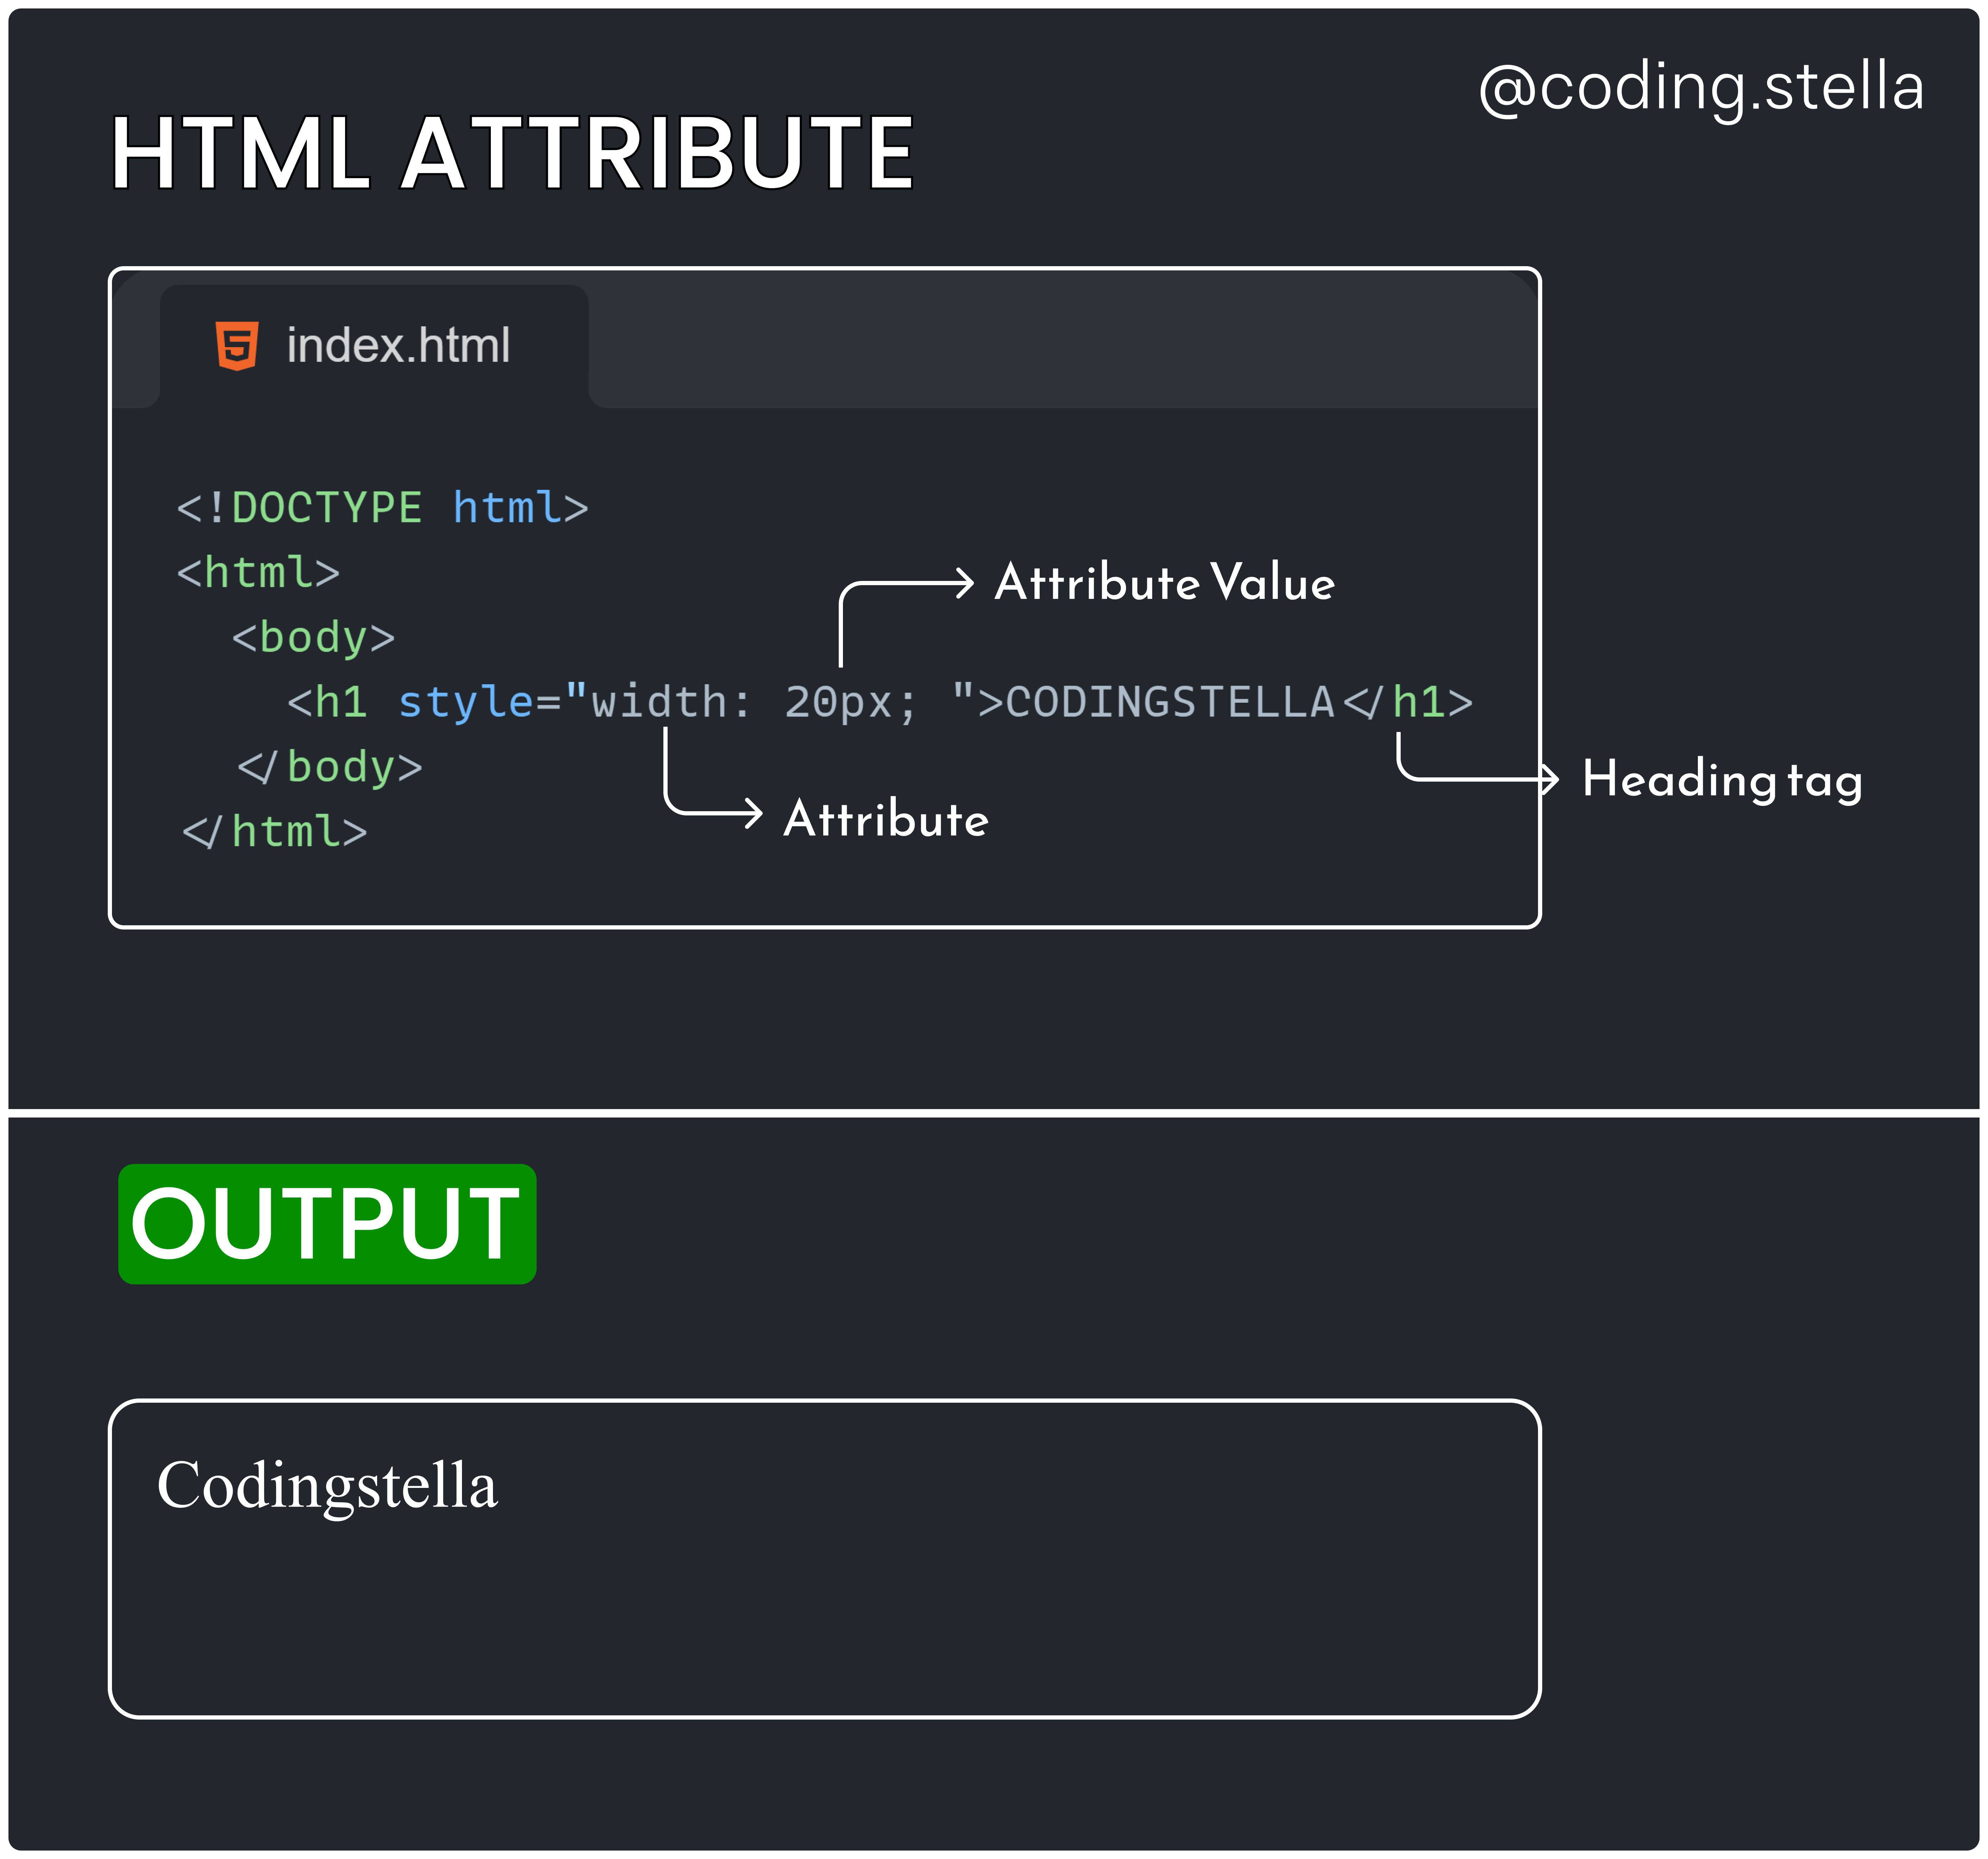 @coding.stella
HTML ATTRIBUTE
index.html
<!DOCTYPE html>
<html>
Attribute Value
<body>
<h1 style="width: 20px; ">CODINGSTELLA</h1>
</body>
Heading tag
Attribute
</html>
OUTPUT
Codingstella